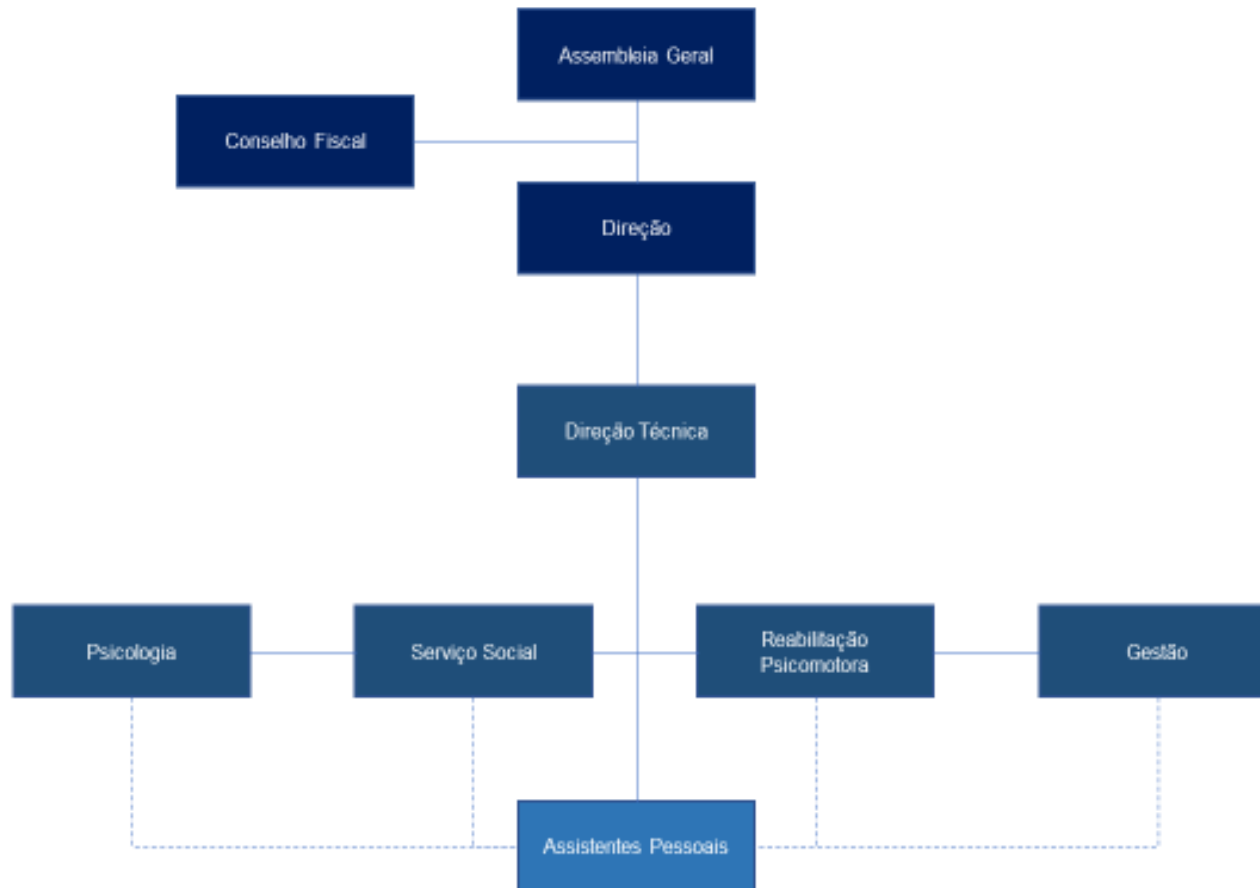 Assembleia Geral
Conselho Fiscal
Direção
Direção Técnica
Psicologia
Serviço Social
Reabilitação
Psicomotora
Gestão
Assistentes Pessoais